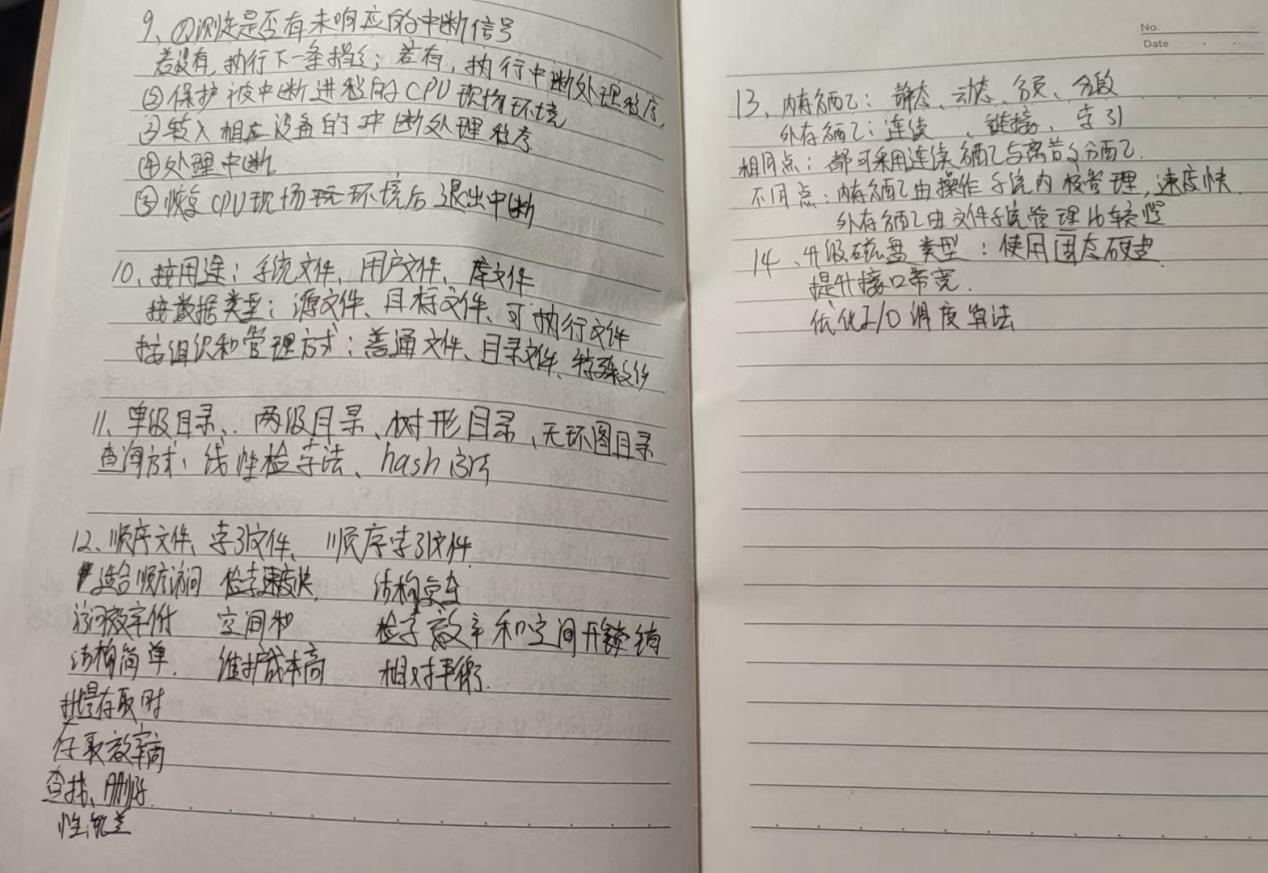 9、①测定是否有未响应的中断信号
若没有,执行下一条指令;若有,执行中断处理程序,
②保护被中断进程的CPU现场环境
③转入相应设备的中断处理程序
④处理中断
⑤恢复CPU现场环境后退出中断
10、按用途:系统文件、用户文件、库文件
按数据类型:源文件、目标文件、可执行文件
按组织和管理方式:普通文件、目录文件、特殊文件
11、单级目录、两级目录、树形目录、无环图目录
查询方式:线性检索法、hash方法
12、顺序文件、索引文件、顺序索引文件
适合顺序访问 检索速度快, 结构复杂
访问效率 空间和 检索效率和空间开销
结构简单, 维护成本高 相对平衡.
批量存取时
存取效率高
查找、删除
性能差
No.
Date
13、内存分配:静态、动态、分页、分段
外存分配:连续、链接、索引
相同点:都可采用连续分配与离散分配.
不同点:内存分配由操作系统内核管理,速度快.
外存分配由文件系统管理比较慢
14、升级磁盘类型:使用固态硬盘
提升接口带宽.
优化I/O调度算法